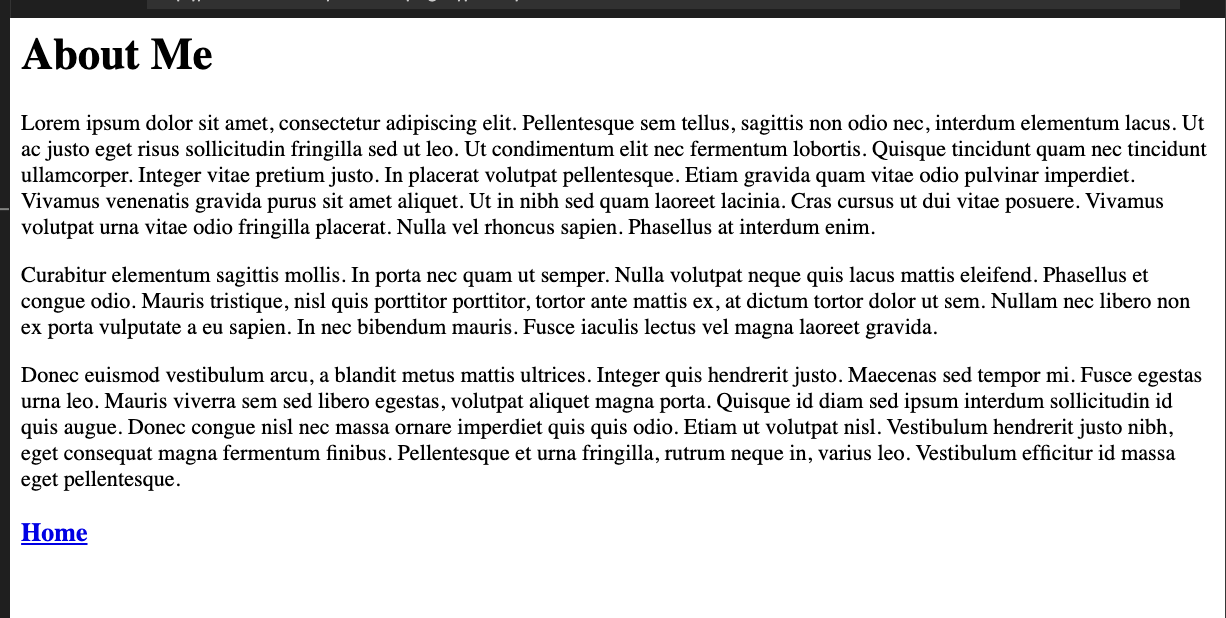 About Me
Lorem ipsum dolor sit amet, consectetur adipiscing elit. Pellentesque sem tellus, sagittis non odio nec, interdum elementum lacus. Ut
ac justo eget risus sollicitudin fringilla sed ut leo. Ut condimentum elit nec fermentum lobortis. Quisque tincidunt quam nec tincidunt
ullamcorper. Integer vitae pretium justo. In placerat volutpat pellentesque. Etiam gravida quam vitae odio pulvinar imperdiet.
Vivamus venenatis gravida purus sit amet aliquet. Ut in nibh sed quam laoreet lacinia. Cras cursus ut dui vitae posuere. Vivamus
volutpat urna vitae odio fringilla placerat. Nulla vel rhoncus sapien. Phasellus at interdum enim.
Curabitur elementum sagittis mollis. In porta nec quam ut semper. Nulla volutpat neque quis lacus mattis eleifend. Phasellus et
congue odio. Mauris tristique, nisl quis porttitor porttitor, tortor ante mattis ex, at dictum tortor dolor ut sem. Nullam nec libero non
ex porta vulputate a eu sapien. In nec bibendum mauris. Fusce iaculis lectus vel magna laoreet gravida.
Donec euismod vestibulum arcu, a blandit metus mattis ultrices. Integer quis hendrerit justo. Maecenas sed tempor mi. Fusce egestas
urna leo. Mauris viverra sem sed libero egestas, volutpat aliquet magna porta. Quisque id diam sed ipsum interdum sollicitudin id
quis augue. Donec congue nisl nec massa ornare imperdiet quis quis odio. Etiam ut volutpat nisl. Vestibulum hendrerit justo nibh,
eget consequat magna fermentum finibus. Pellentesque et urna fringilla, rutrum neque in, varius leo. Vestibulum efficitur id massa
eget pellentesque.
Home